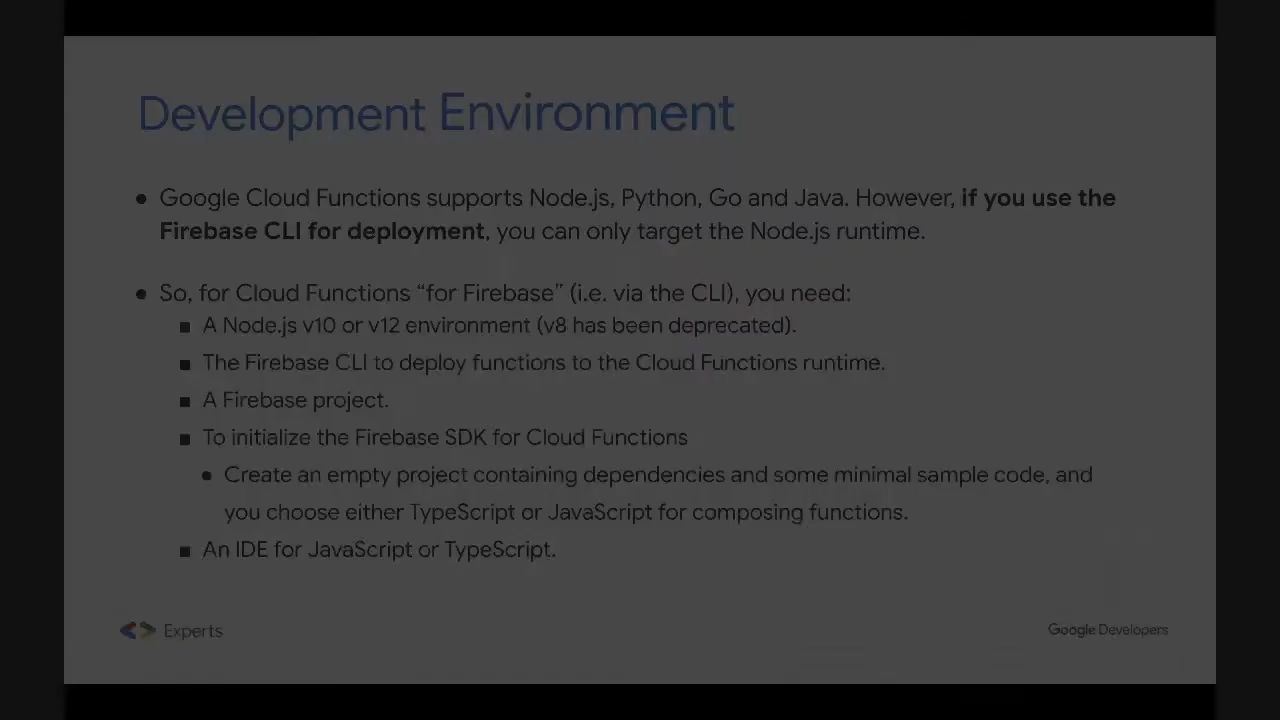 Development Environment
● Google Cloud Functions supports Node.js, Python, Go and Java. However, if you use the
Firebase CLI for deployment, you can only target the Node.js runtime.
● So, for Cloud Functions “for Firebase” (i.e. via the CLI), you need:
■ A Node.js v10 or v12 environment (v8 has been deprecated).
■ The Firebase CLI to deploy functions to the Cloud Functions runtime.
■ A Firebase project.
■ To initialize the Firebase SDK for Cloud Functions
● Create an empty project containing dependencies and some minimal sample code, and
you choose either TypeScript or JavaScript for composing functions.
■ An IDE for JavaScript or TypeScript.
Experts
Google Developers